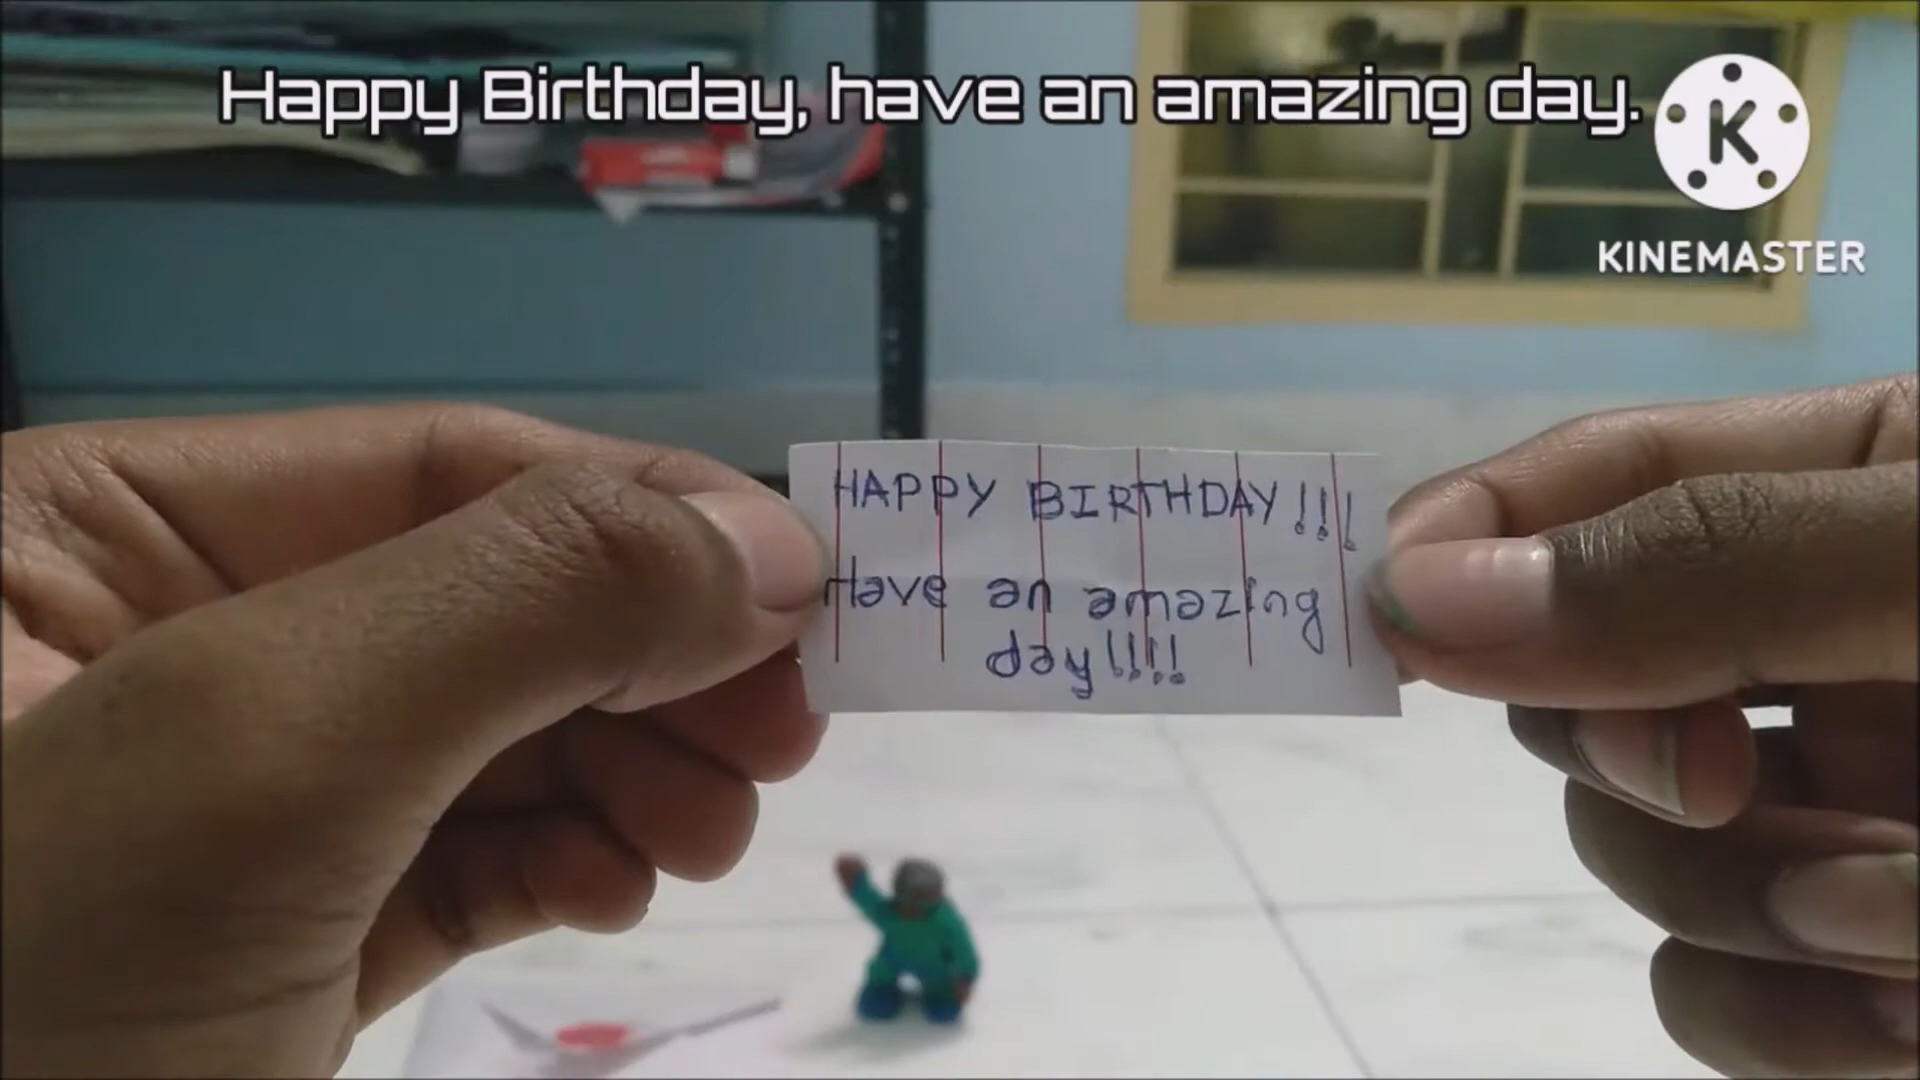 Happy Birthday, have an amazing day.
K
KINEMASTER
HAPPY BIRTHDAY!!!
Have an amazing
day!!!!